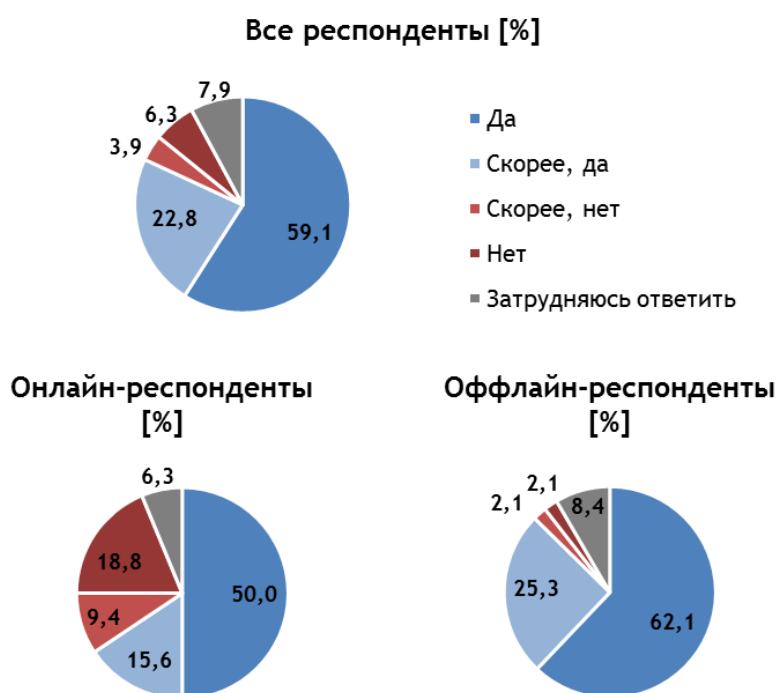 Все респонденты [%]
7,9
6,3
3,9
22,8
59,1
Да
Скорее, да
Скорее, нет
Нет
Затрудняюсь ответить
Онлайн-респонденты
[%]
6,3
18,8
9,4
15,6
50,0
Оффлайн-респонденты
[%]
2,1
2,1
8,4
25,3
62,1